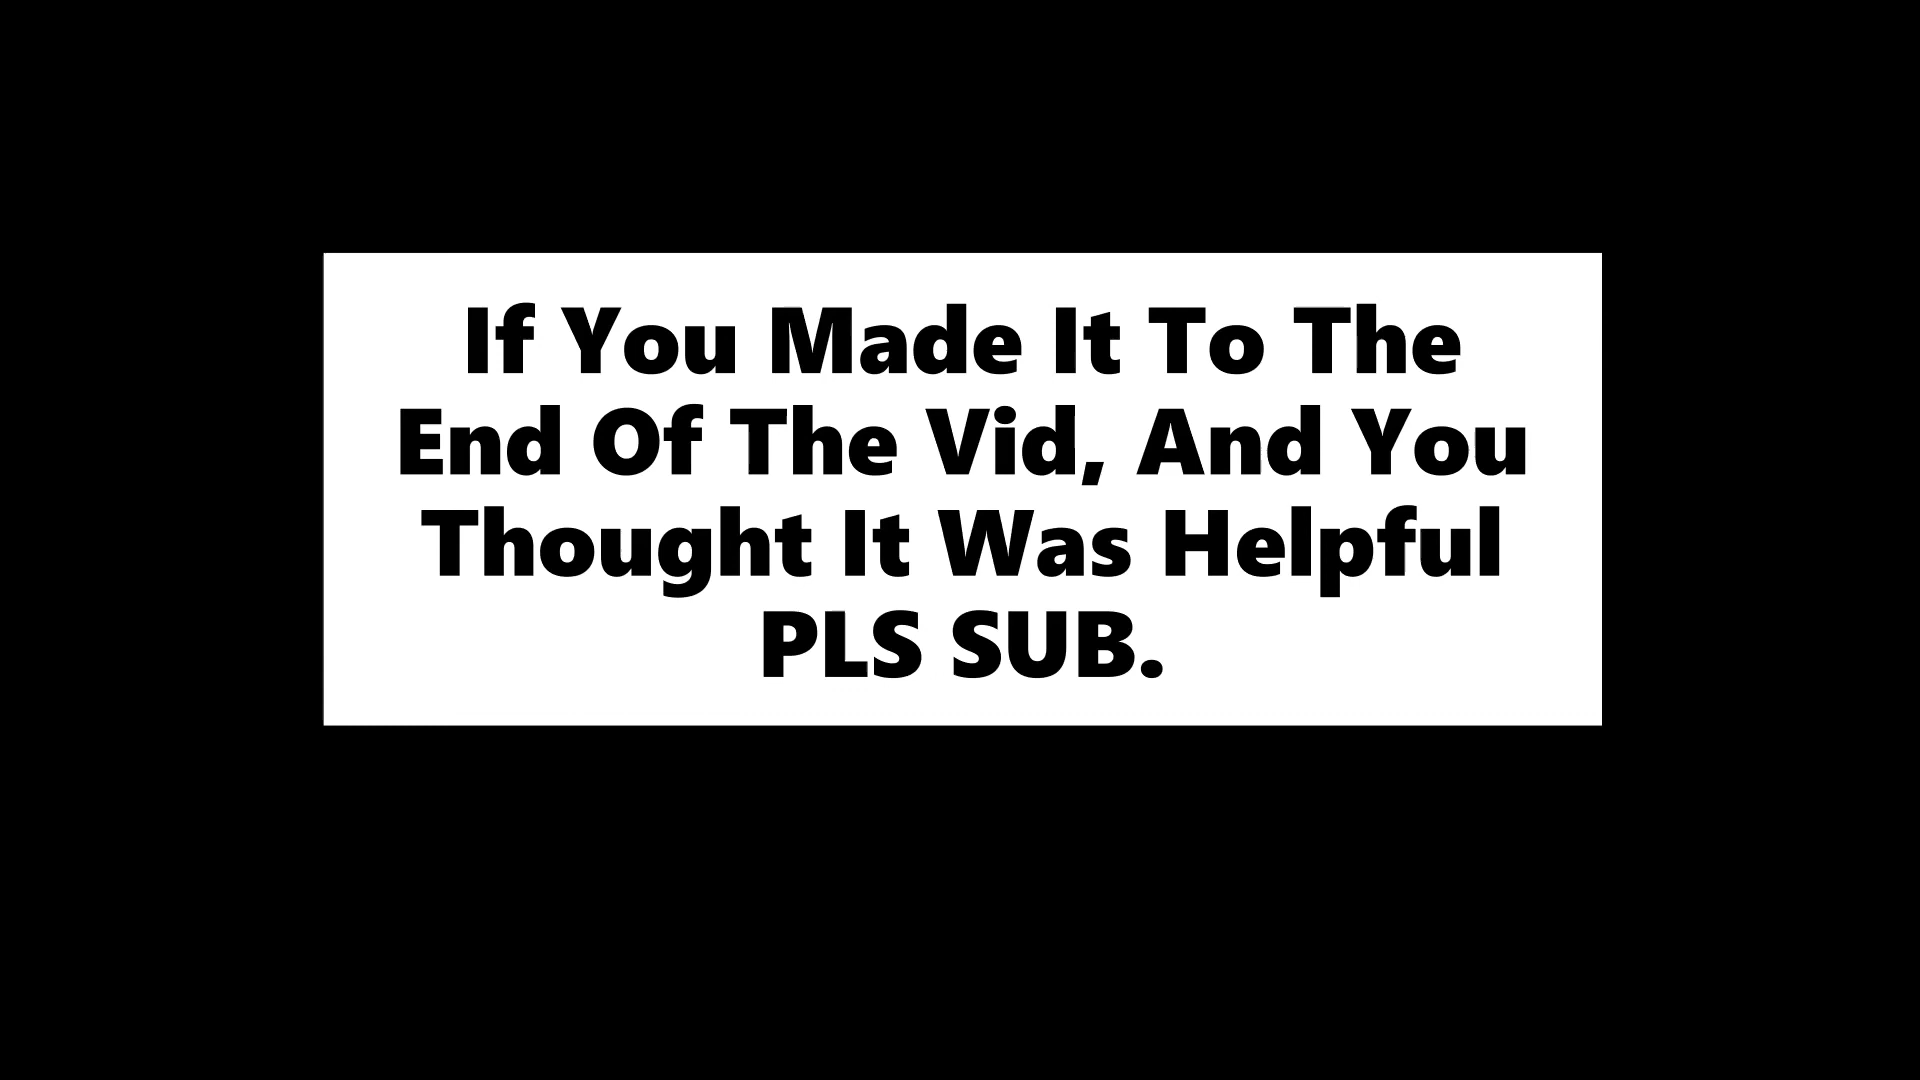 If You Made It To The
End Of The Vid, And You
Thought It Was Helpful
PLS SUB.